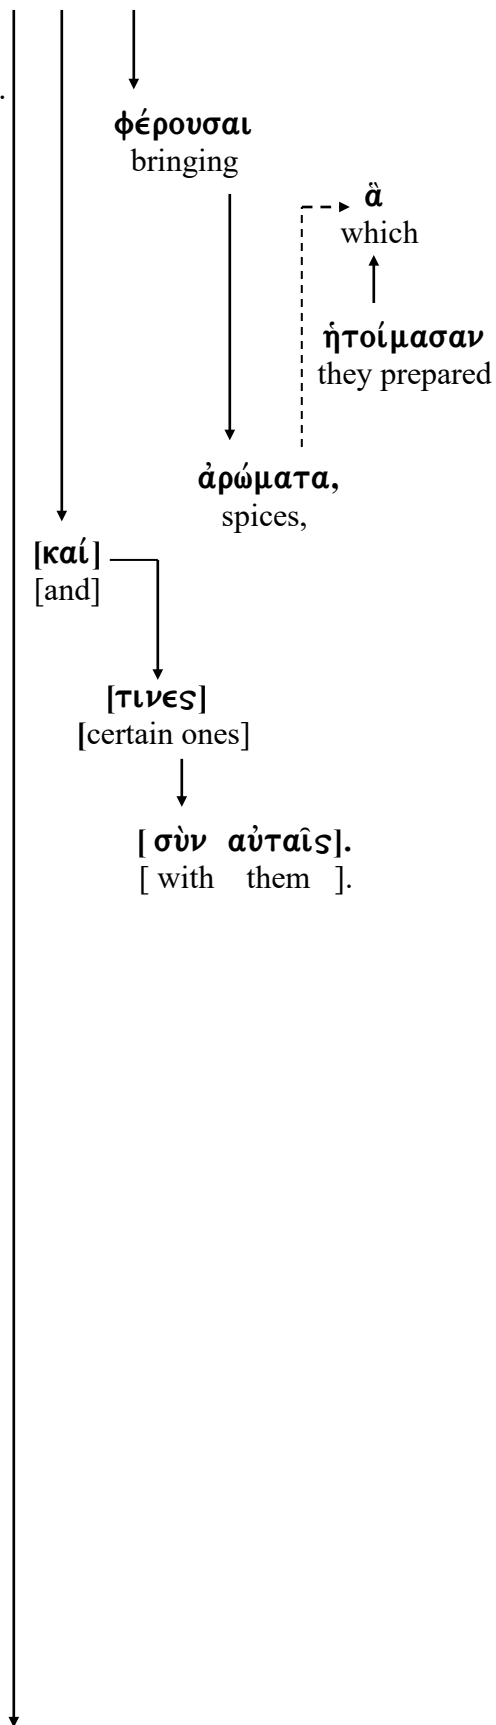 .
φέρουσαι
bringing
ἃ
which
ἡτοίμασαν
they prepared
ἀρώματα,
spices,
[καί]
[and]
[τινες]
[certain ones]
[ σὺν αὐταῖς].
[ with them ].